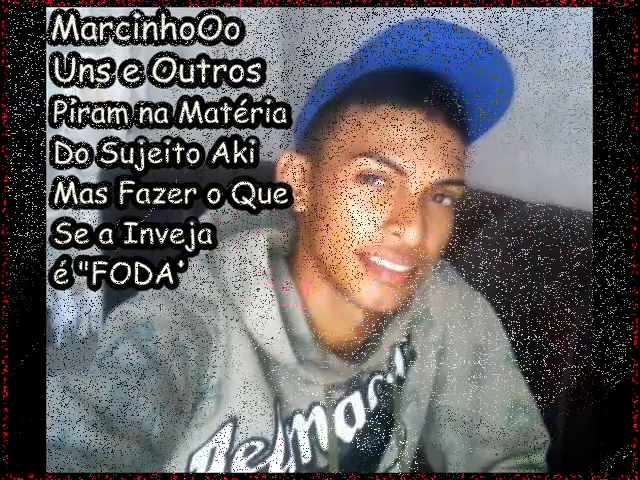 MarcinhoOo
Uns e Outros
Piram na Matéria
Do Sujeito Aki
Mas Fazer o Que
Se a Inveja
é "FODA"